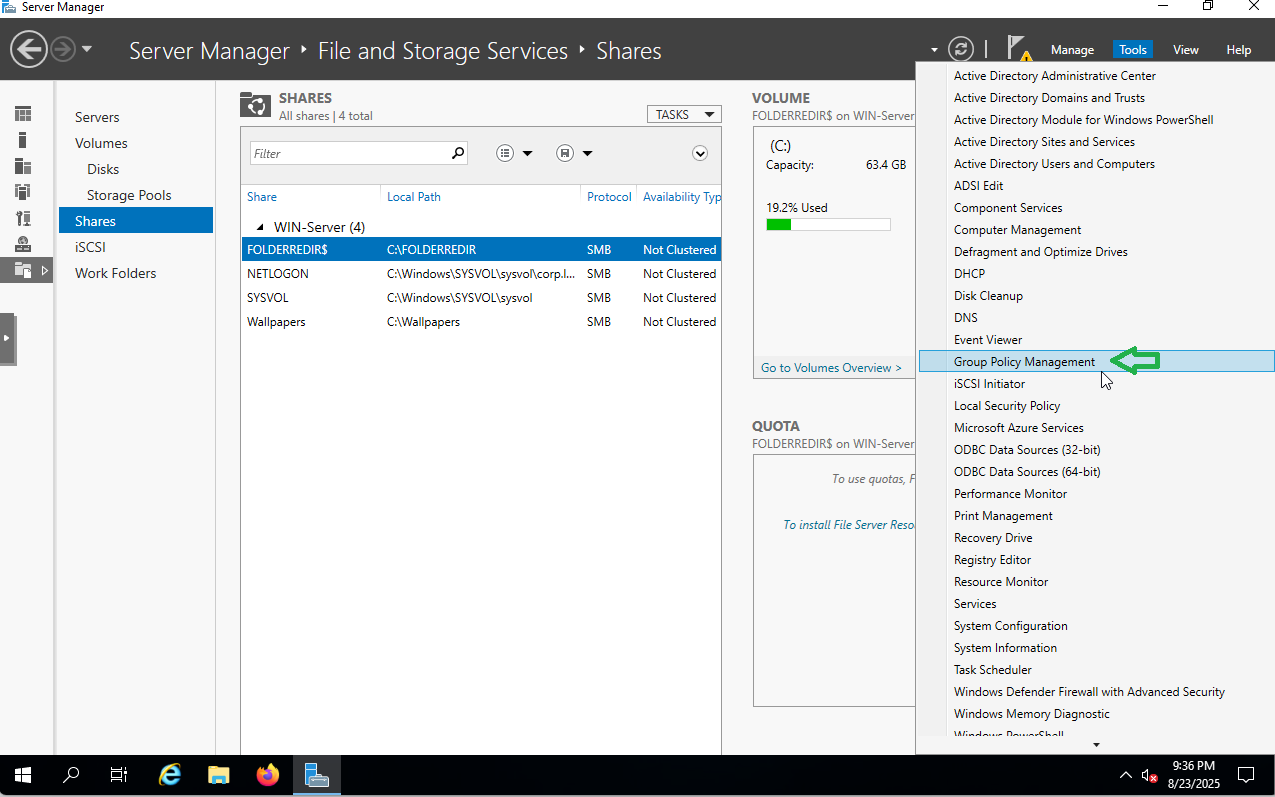 Server Manager
Server Manager ‣ File and Storage Services ‣ Shares
Manage Tools View Help
Servers
Volumes
Disks
Storage Pools
Shares
iSCSI
Work Folders
SHARES
All shares | 4 total
TASKS
Filter
Share Local Path Protocol Availability Typ
WIN-Server (4)
FOLDERREDIR$ C:\FOLDERREDIR SMB Not Clustered
NETLOGON C:\Windows\SYSVOL\sysvol\corp.l... SMB Not Clustered
SYSVOL C:\Windows\SYSVOL\sysvol SMB Not Clustered
Wallpapers C:\Wallpapers SMB Not Clustered
VOLUME
FOLDERREDIR$ on WIN-Server
(C:)
Capacity: 63.4 GB
19.2% Used
Go to Volumes Overview >
QUOTA
FOLDERREDIR$ on WIN-Server
To use quotas, F
To install File Server Reso
Active Directory Administrative Center
Active Directory Domains and Trusts
Active Directory Module for Windows PowerShell
Active Directory Sites and Services
Active Directory Users and Computers
ADSI Edit
Component Services
Computer Management
Defragment and Optimize Drives
DHCP
Disk Cleanup
DNS
Event Viewer
Group Policy Management
iSCSI Initiator
Local Security Policy
Microsoft Azure Services
ODBC Data Sources (32-bit)
ODBC Data Sources (64-bit)
Performance Monitor
Print Management
Recovery Drive
Registry Editor
Resource Monitor
Services
System Configuration
System Information
Task Scheduler
Windows Defender Firewall with Advanced Security
Windows Memory Diagnostic
Windows PowerShell
9:36 PM
8/23/2025